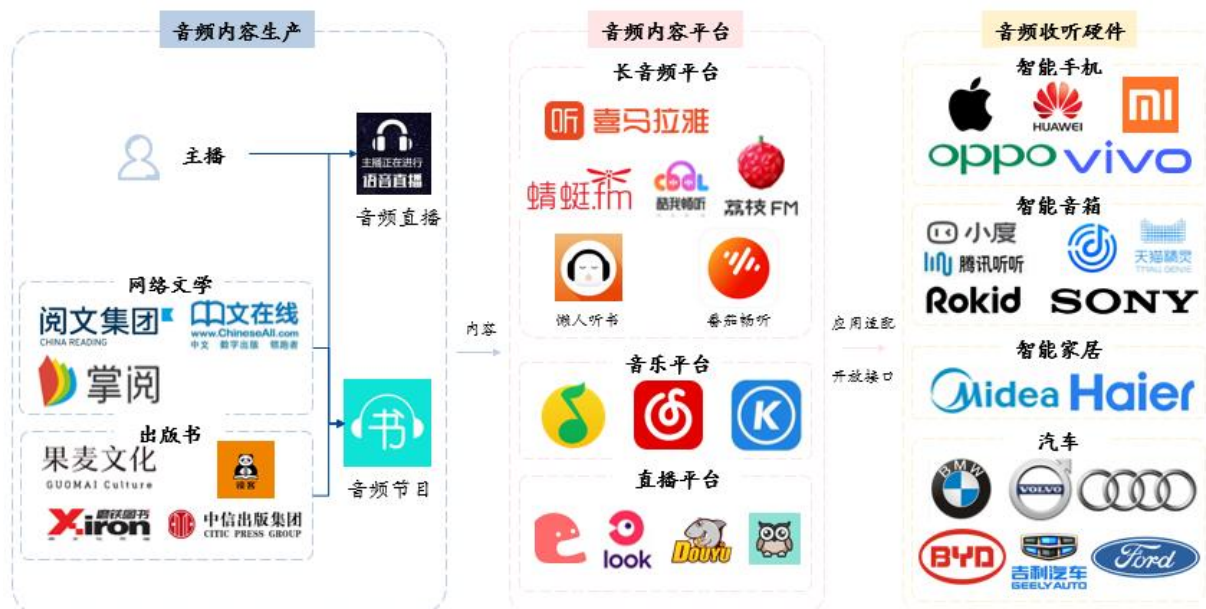 音频内容生产
主播
主播正在进行
语音直播
音频直播
网络文学
阅文集团
CHINA READING
中文在线
www.ChineseAll.com
中文 数字出版 领跑者
掌阅
出版书
果麦文化
GUOMAI Culture
读客
磨铁图书
X.iron
中信出版集团
CITIC PRESS GROUP
书
音频节目
内容
音频内容平台
长音频平台
听 喜马拉雅
蜻蜓.fm
COOL
酷我畅听
荔枝FM
懒人听书
番茄畅听
音乐平台
K
直播平台
look
DOUYU
应用适配
开放接口
音频收听硬件
智能手机
HUAWEI
mi
oppo vivo
智能音箱
小度
腾讯听听
天猫精灵
TMALL GENIE
Rokid SONY
智能家居
Midea Haier
汽车
BMW
VOLVO
BYD
吉利汽车
GEELY AUTO
Ford